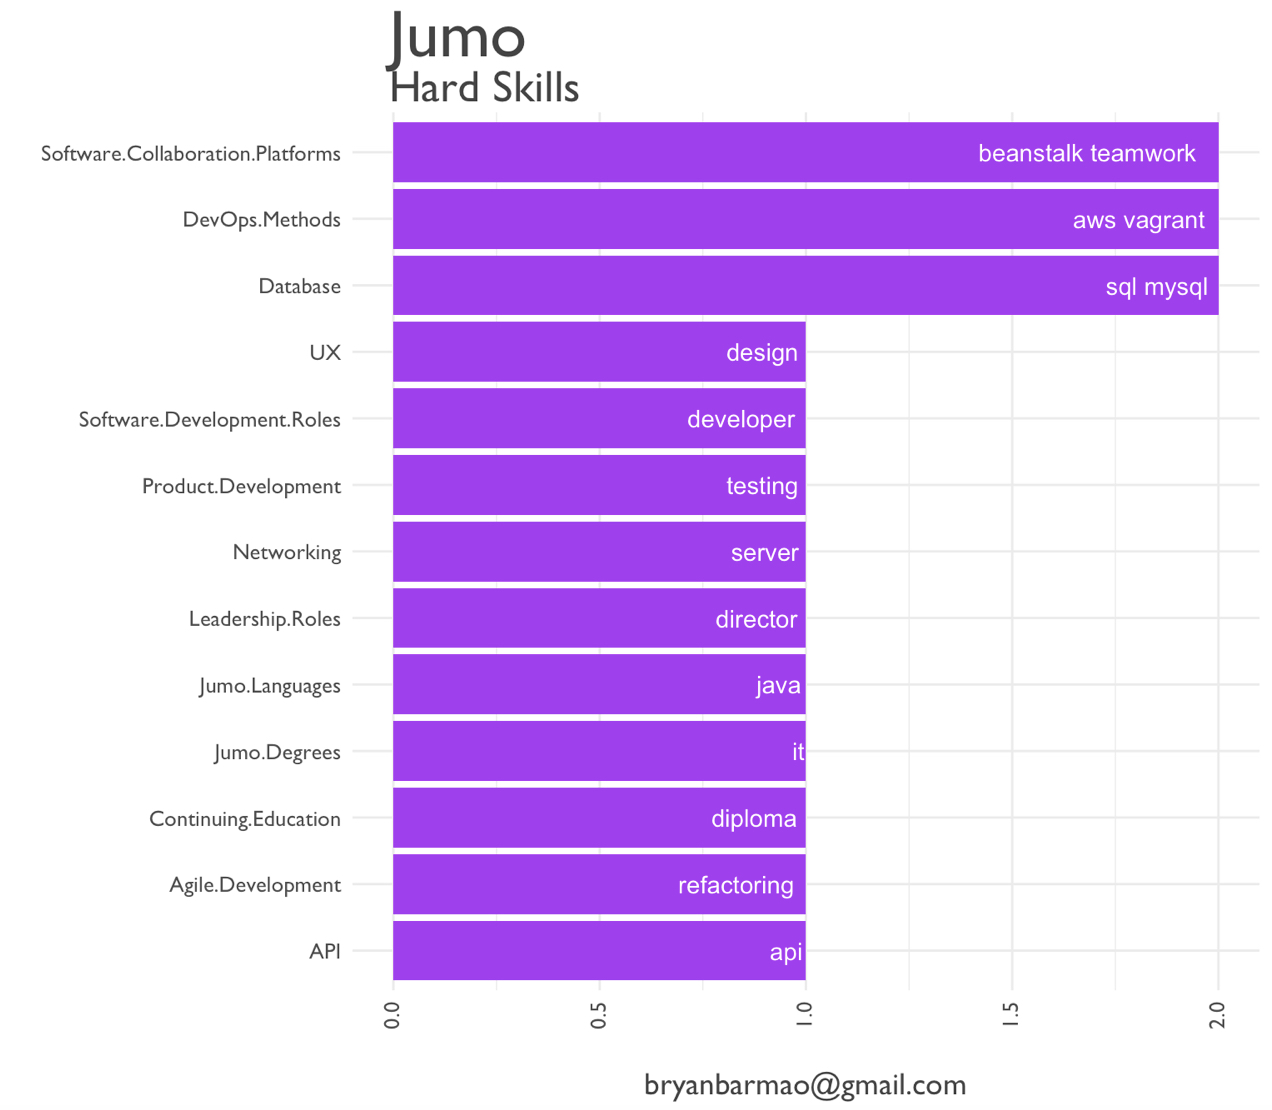 Jumo
Hard Skills
Software.Collaboration.Platforms beanstalk teamwork
DevOps.Methods aws vagrant
Database sql mysql
UX design
Software.Development.Roles developer
Product.Development testing
Networking server
Leadership.Roles director
Jumo.Languages java
Jumo.Degrees it
Continuing.Education diploma
Agile.Development refactoring
API api
0.0 0.5 1.0 1.5 2.0
bryanbarmao@gmail.com